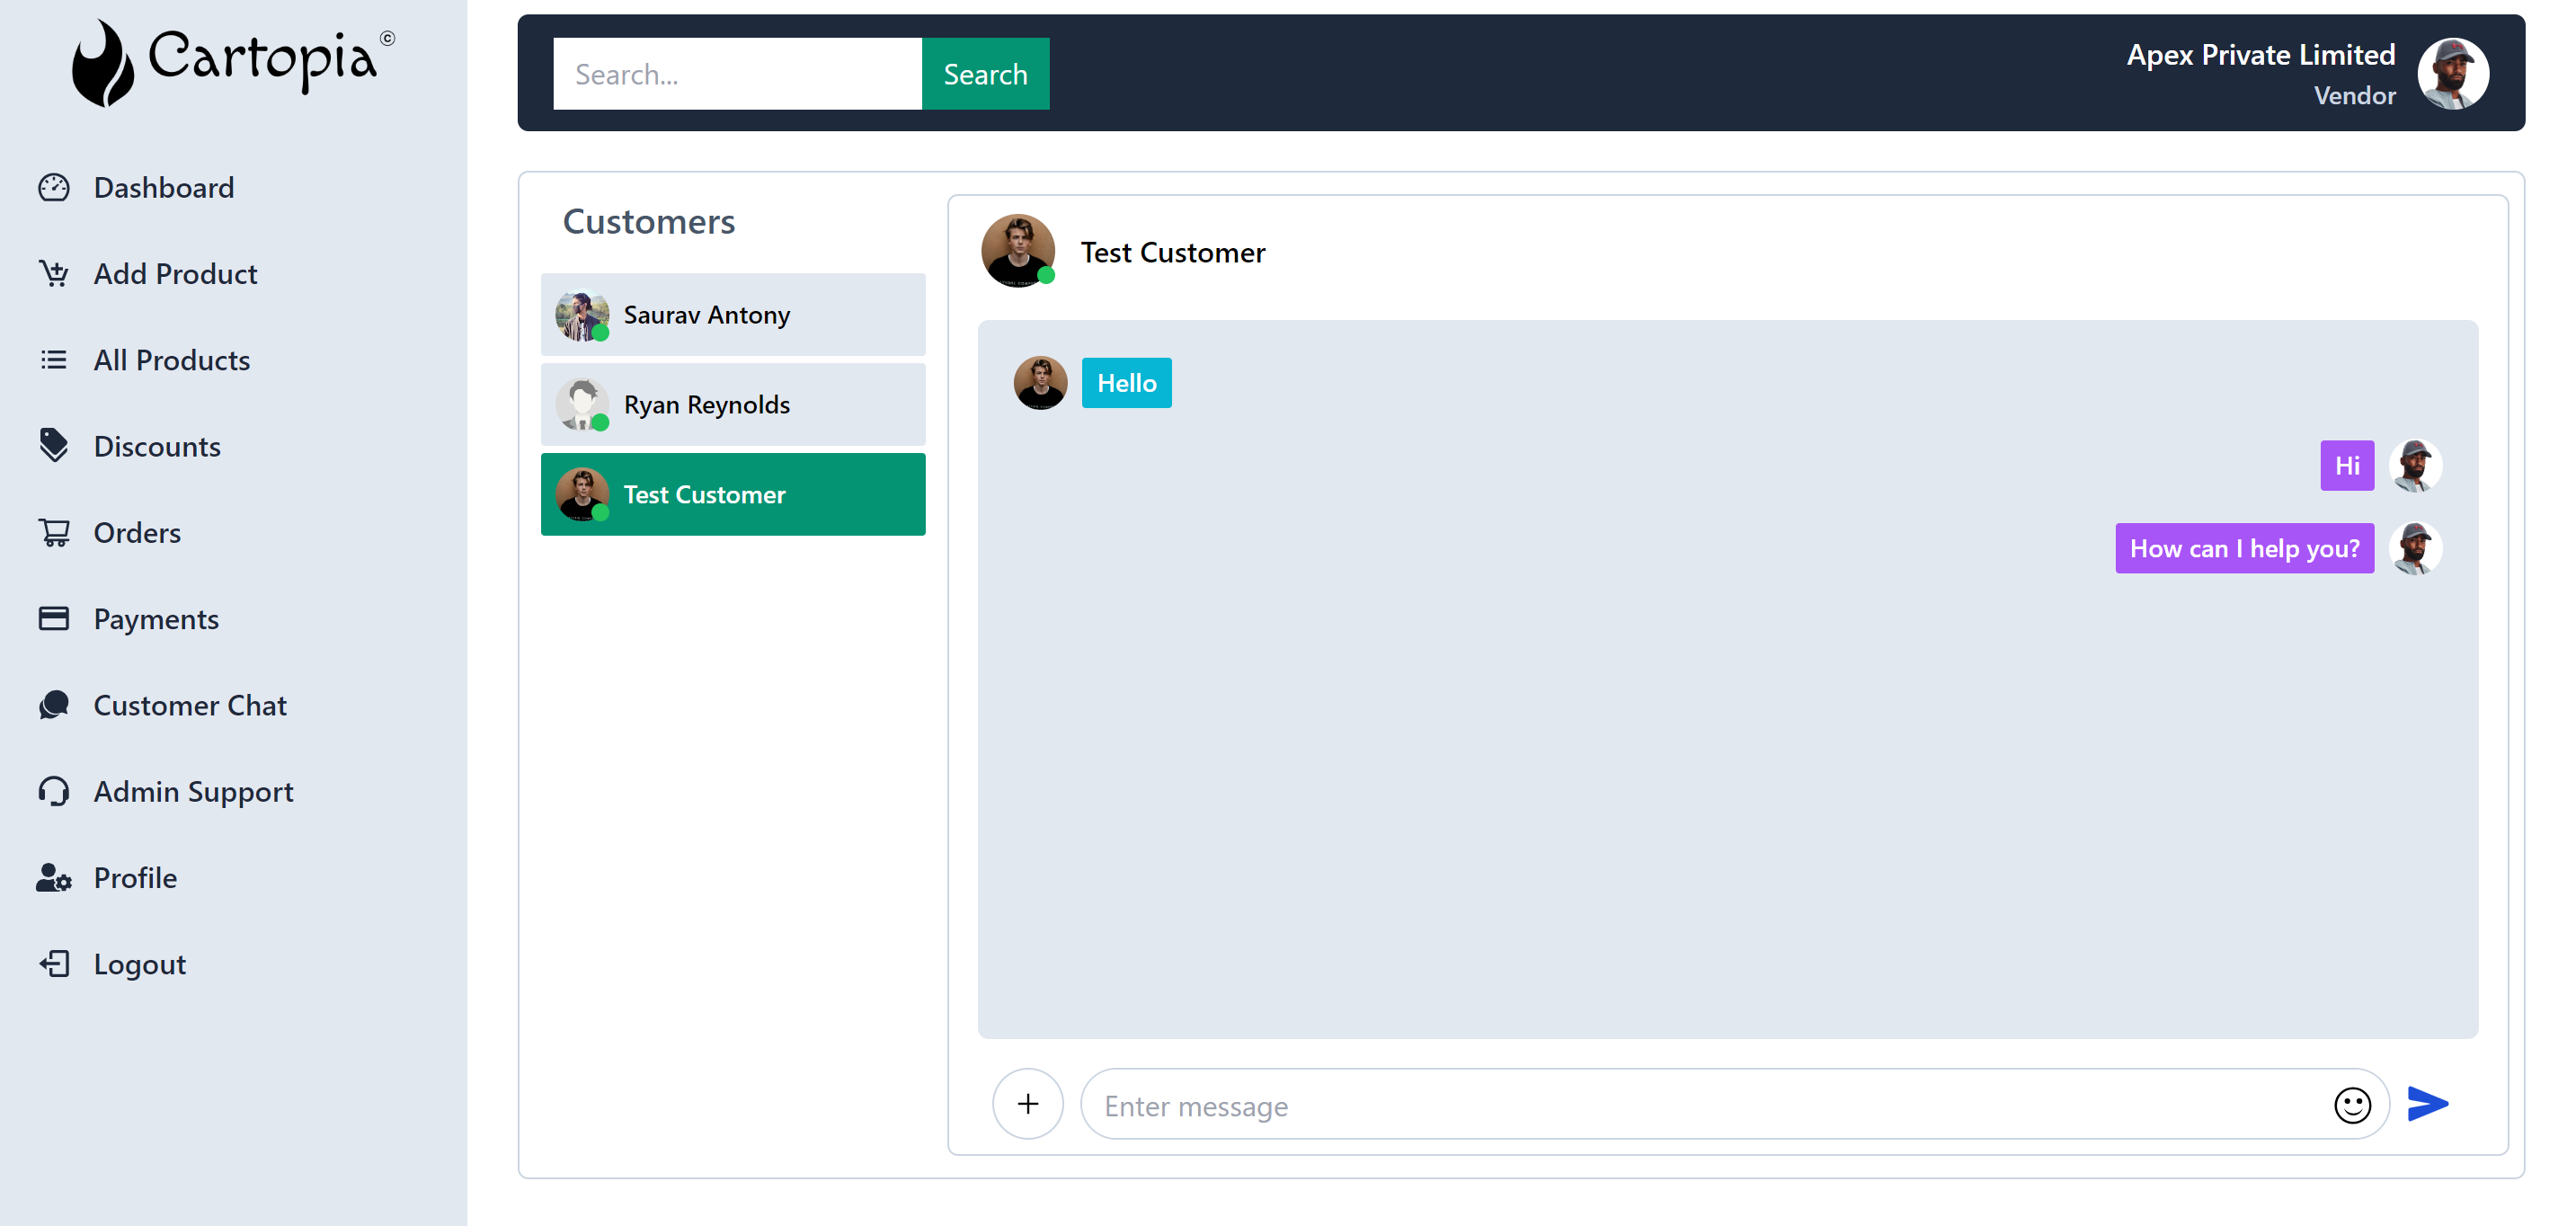 Cartopia©
Dashboard
Add Product
All Products
Discounts
Orders
Payments
Customer Chat
Admin Support
Profile
Logout
Search...
Search
Apex Private Limited
Vendor
Customers
Saurav Antony
Ryan Reynolds
Test Customer
Test Customer
Hello
Hi
How can I help you?
Enter message